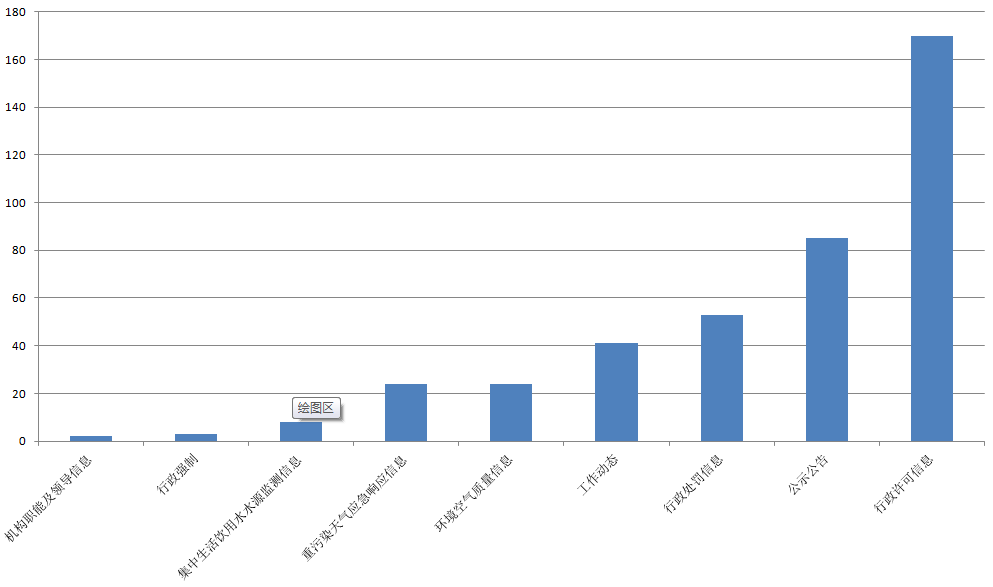 180
160
140
120
100
80
60
40
20
0
绘图区
机构职能及领导信息
行政强制
集中生活饮用水水源监测信息
重污染天气应急响应信息
环境空气质量信息
工作动态
行政处罚信息
公示公告
行政许可信息